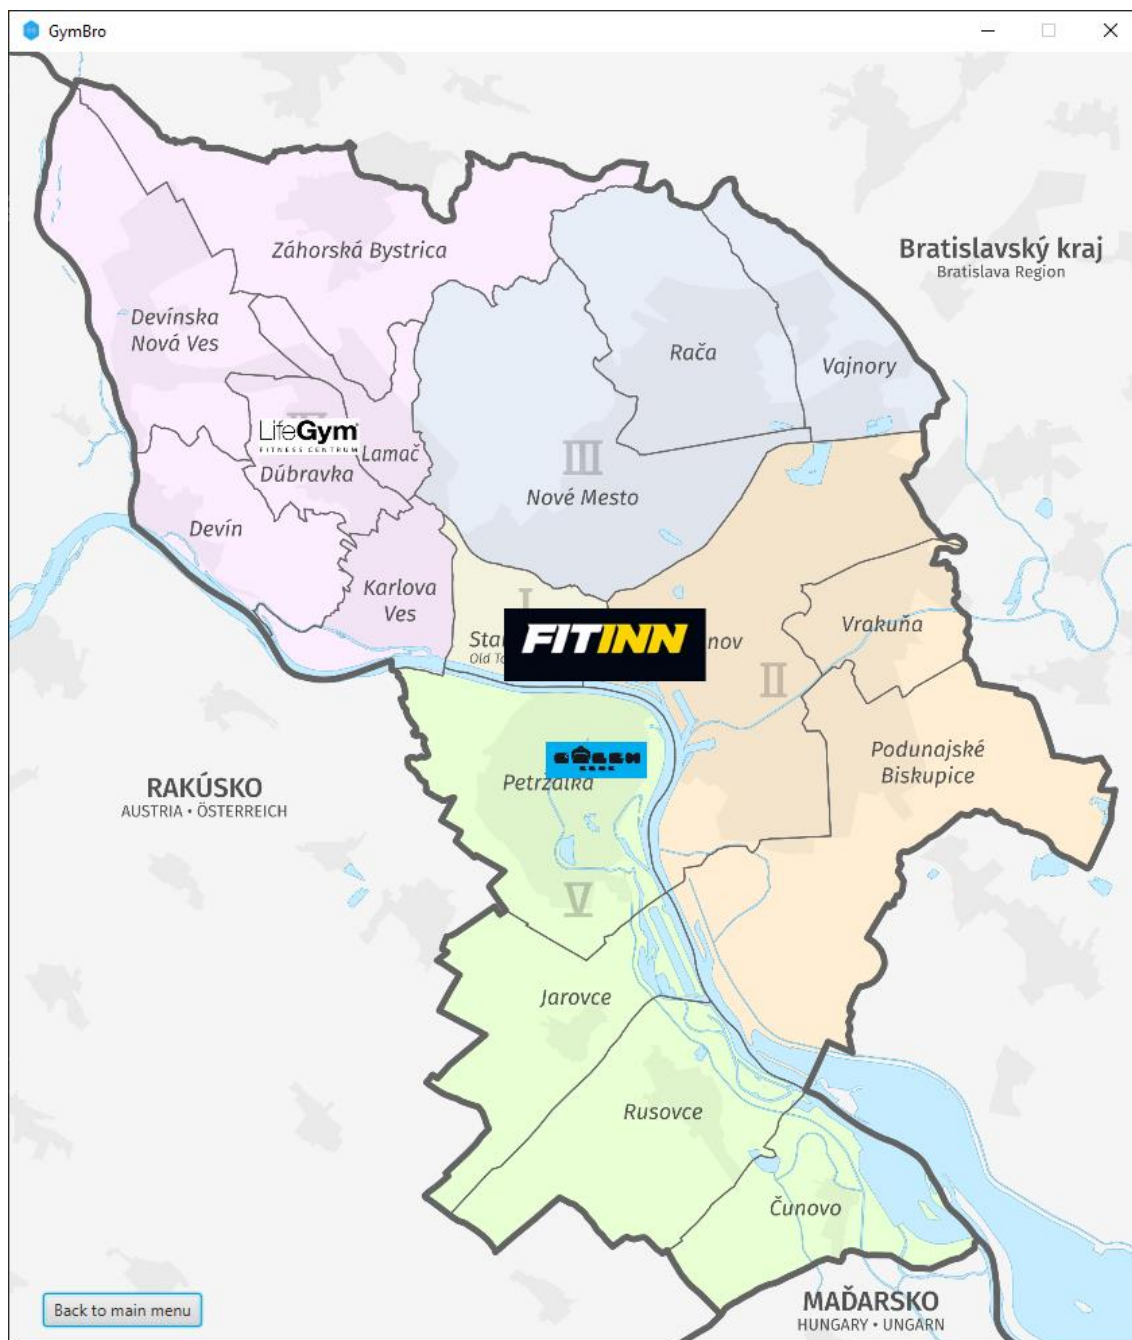 GymBro
Bratislavský kraj
Bratislava Region
Záhorská Bystrica
Devínska
Nová Ves
Rača
Vajnory
LifeGym
FITNESS CENTRUM
Lamač
Dúbravka
III
Nové Mesto
Devín
Karlova
Ves
I
Vrakuňa
FITINN
nov
Old
II
Podunajské
Biskupice
Petržalka
RAKÚSKO
AUSTRIA • ÖSTERREICH
V
Jarovce
Rusovce
Čunovo
Back to main menu
MAĎARSKO
HUNGARY • UNGARN